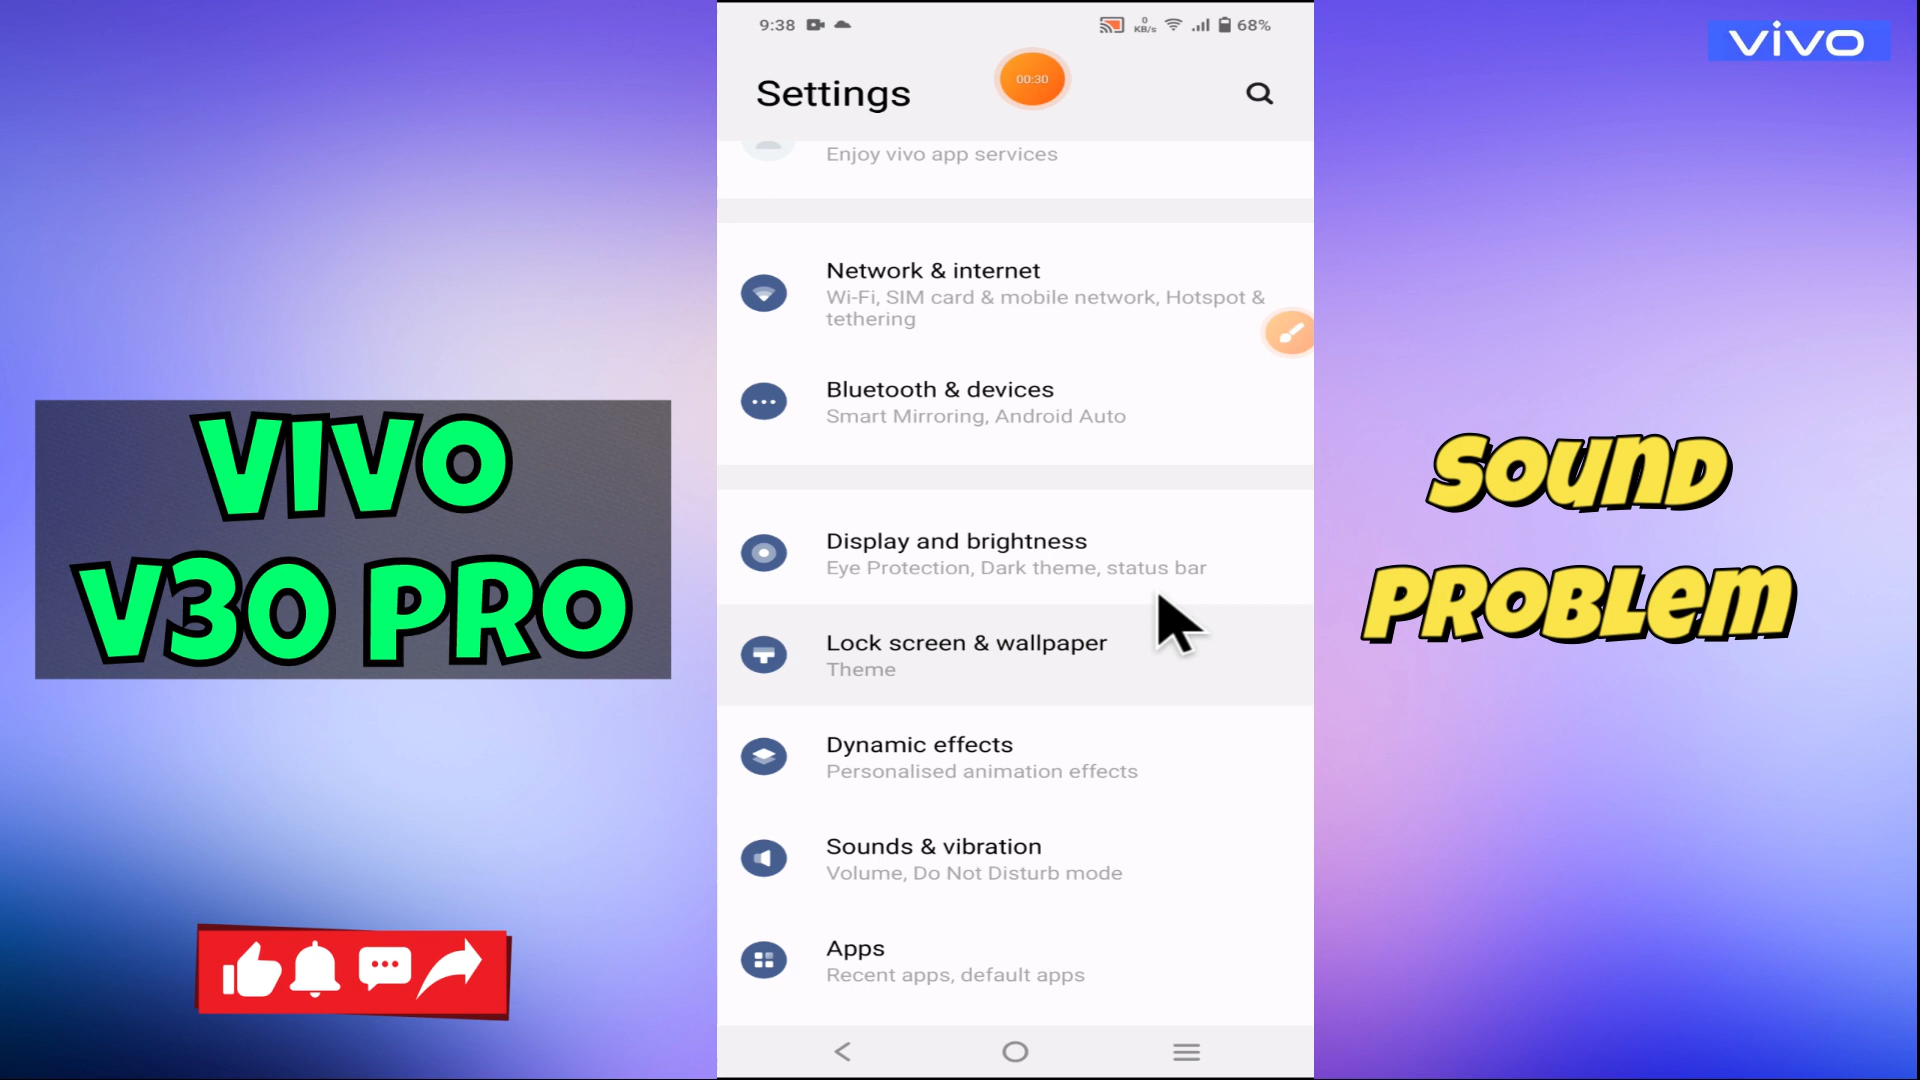 9:38
0
KB/s
68%
vivo
Settings
00:30
Enjoy vivo app services
Network & internet
Wi-Fi, SIM card & mobile network, Hotspot &
tethering
Bluetooth & devices
Smart Mirroring, Android Auto
Display and brightness
Eye Protection, Dark theme, status bar
Lock screen & wallpaper
Theme
Dynamic effects
Personalised animation effects
Sounds & vibration
Volume, Do Not Disturb mode
Apps
Recent apps, default apps
VIVO
V30 PRO
SOUND
PROBLEM